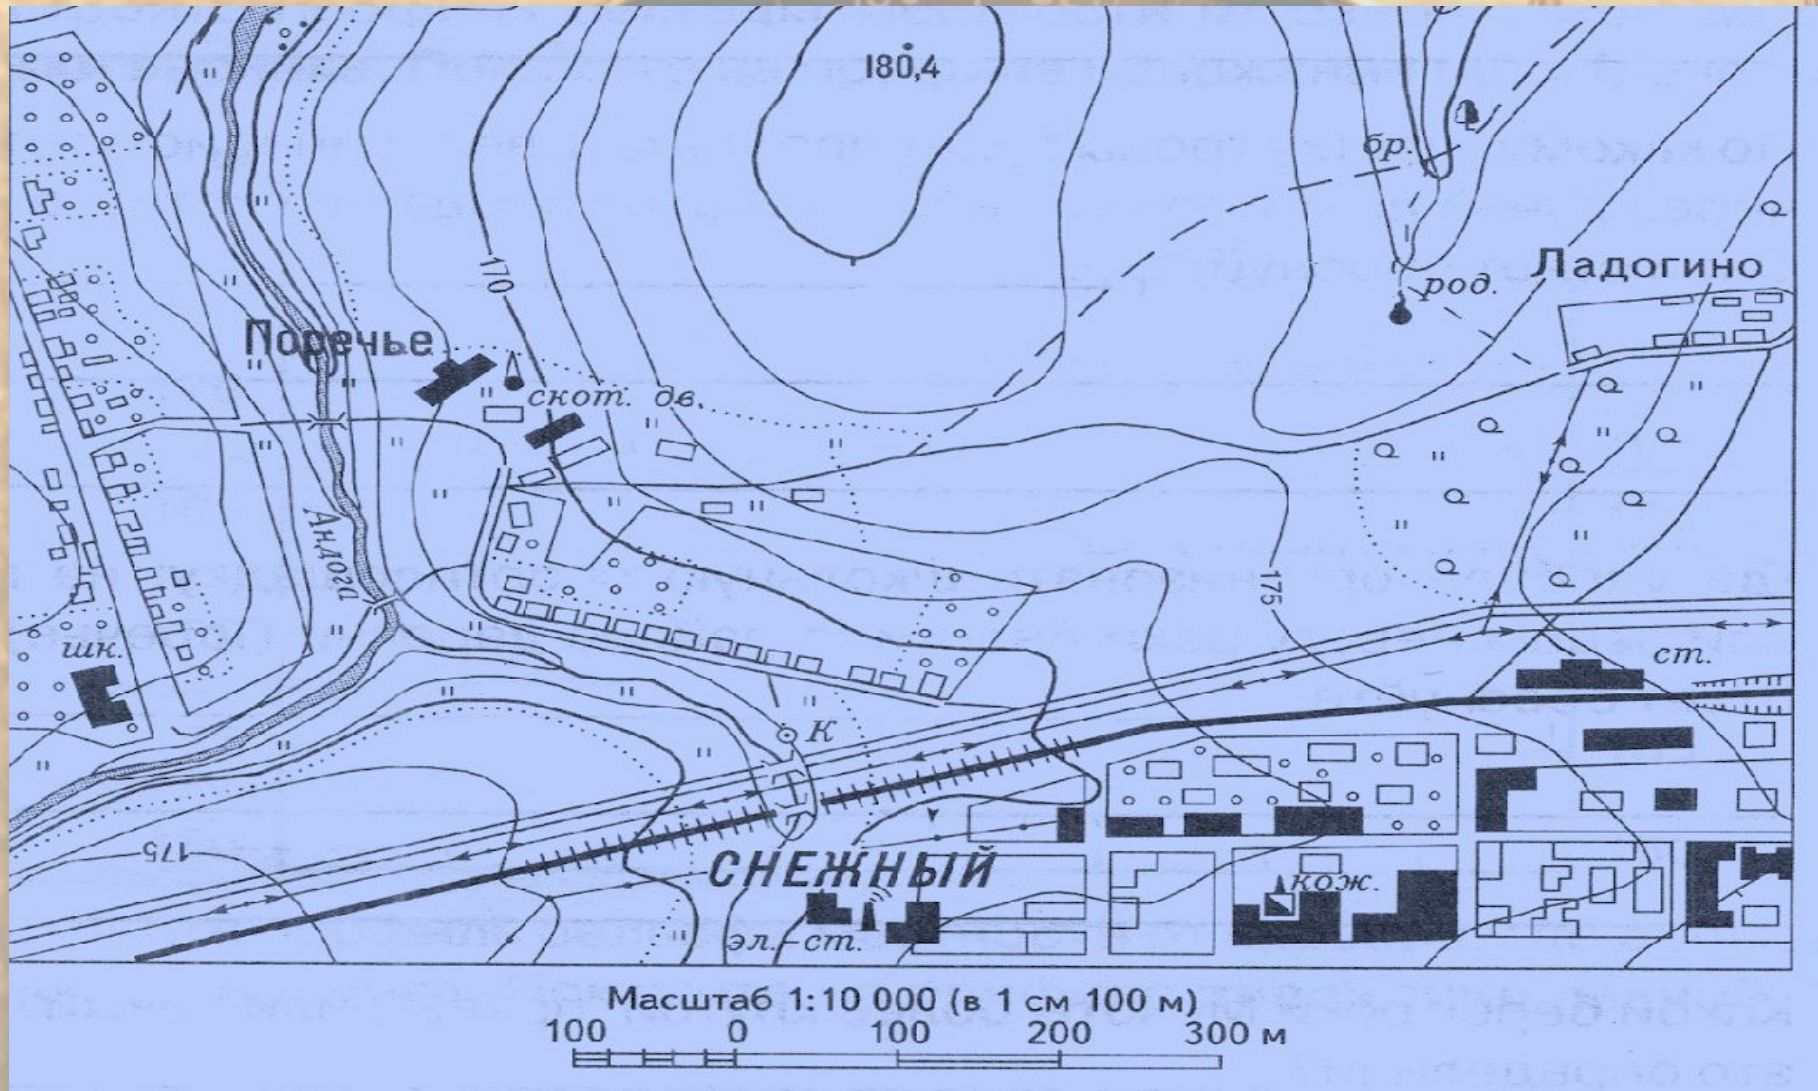 180,4
бр.
Ладогино
род.
170
Поречье
скот. дв.
Андога
175
шк.
ст.
К
175
СНЕЖНЫЙ
кож.
эл.-ст.
Масштаб 1:10 000 (в 1 см 100 м)
100 0 100 200 300 м